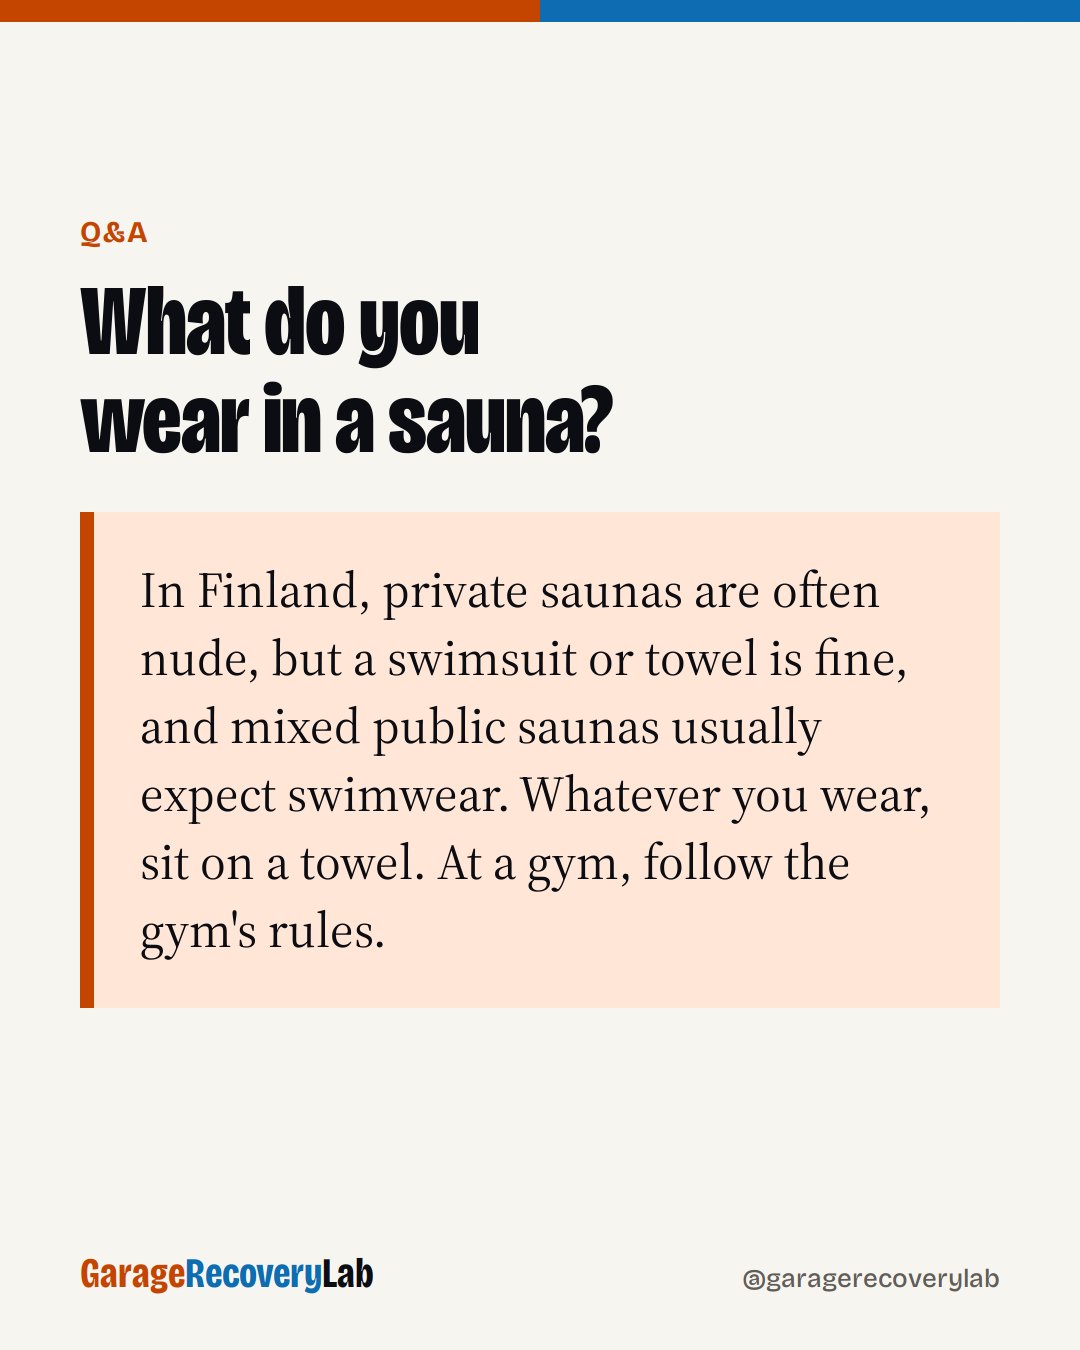 Q&A
What do you
wear in a sauna?
In Finland, private saunas are often
nude, but a swimsuit or towel is fine,
and mixed public saunas usually
expect swimwear. Whatever you wear,
sit on a towel. At a gym, follow the
gym's rules.
GarageRecoveryLab
@garagerecoverylab